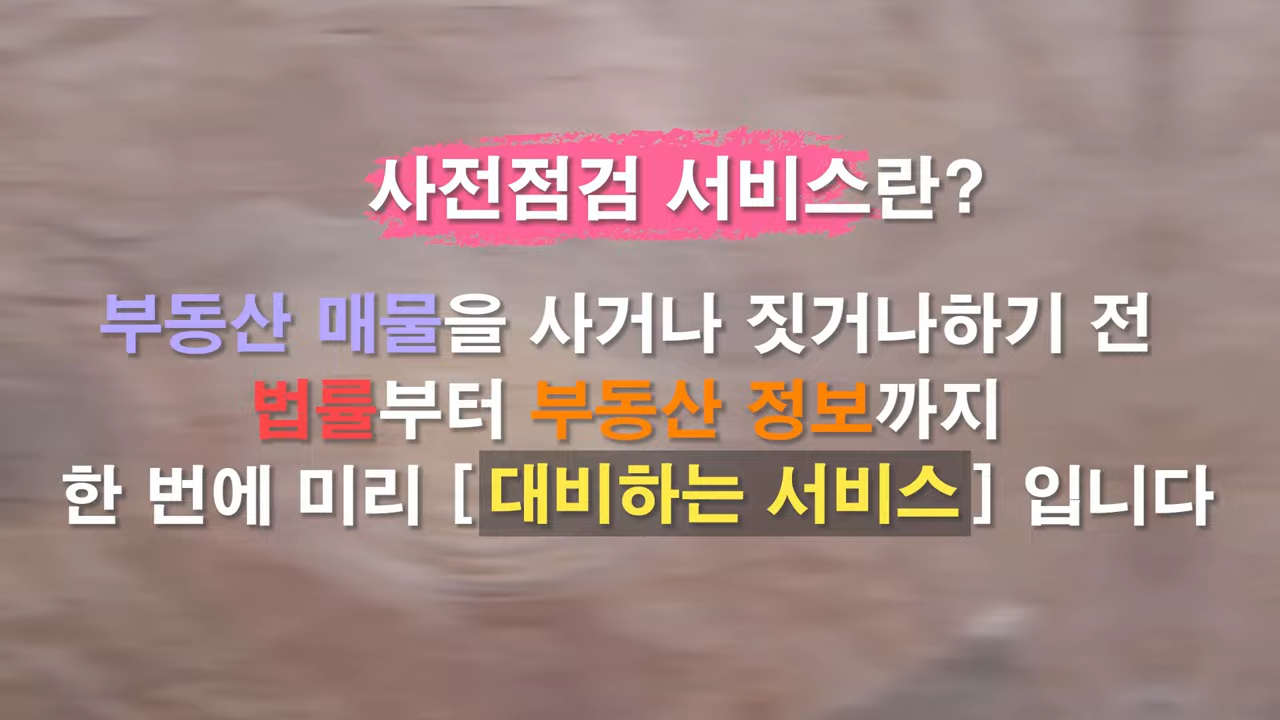 사전점검 서비스란?
부동산 매물을 사거나 짓거나하기 전
법률부터 부동산 정보까지
한 번에 미리 [대비하는 서비스] 입니다